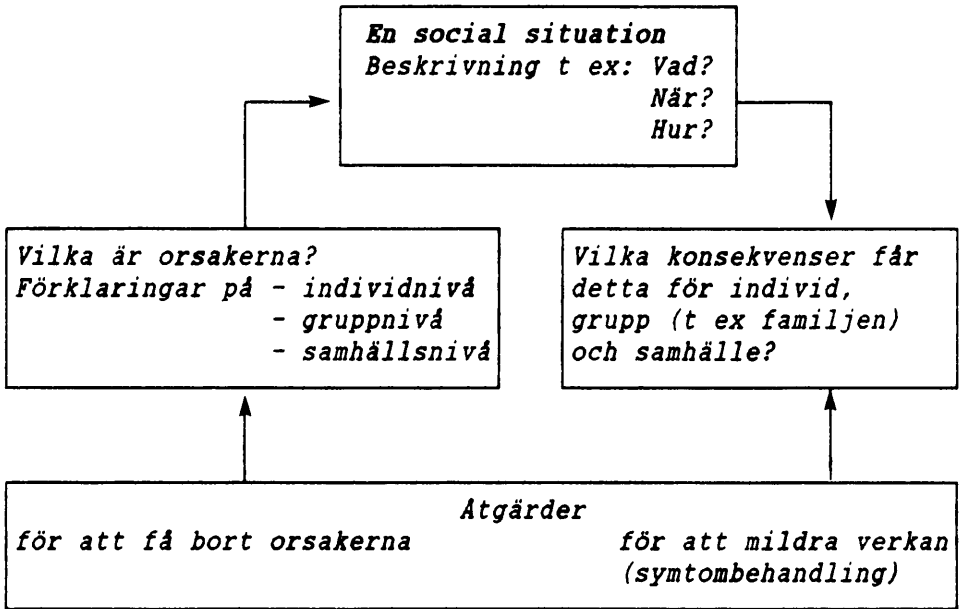 En social situation
Beskrivning t ex: Vad?
När?
Hur?
Vilka är orsakerna?
Förklaringar på - individnivå
- gruppnivå
- samhällsnivå
Vilka konsekvenser får
detta för individ,
grupp (t ex familjen)
och samhälle?
Åtgärder
för att få bort orsakerna
för att mildra verkan
(symtombehandling)